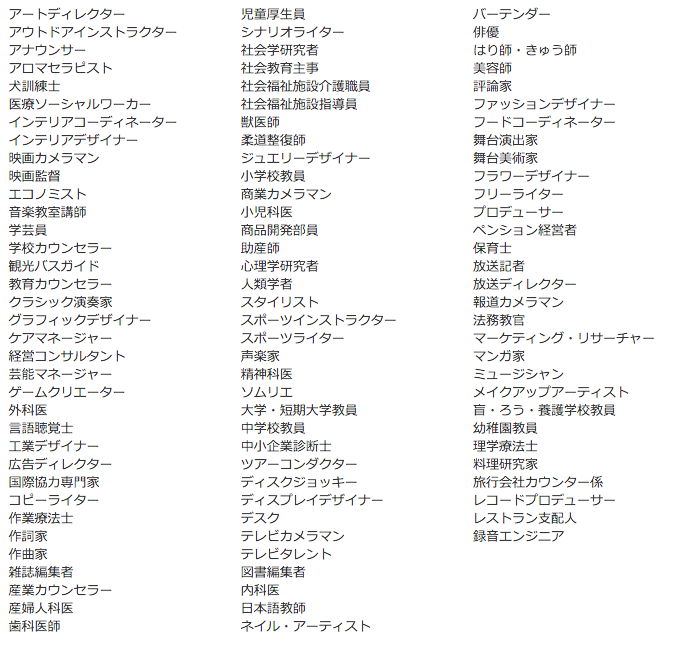 アートディレクター
アウトドアインストラクター
アナウンサー
アロマセラピスト
犬訓練士
医療ソーシャルワーカー
インテリアコーディネーター
インテリアデザイナー
映画カメラマン
映画監督
エコノミスト
音楽教室講師
学芸員
学校カウンセラー
観光バスガイド
教育カウンセラー
クラシック演奏家
グラフィックデザイナー
ケアマネージャー
経営コンサルタント
芸能マネージャー
ゲームクリエーター
外科医
言語聴覚士
工業デザイナー
広告ディレクター
国際協力専門家
コピーライター
作業療法士
作詞家
作曲家
雑誌編集者
産業カウンセラー
産婦人科医
歯科医師
児童厚生員
シナリオライター
社会学研究者
社会教育主事
社会福祉施設介護職員
社会福祉施設指導員
獣医師
柔道整復師
ジュエリーデザイナー
小学校教員
商業カメラマン
小児科医
商品開発部員
助産師
心理学研究者
人類学者
スタイリスト
スポーツインストラクター
スポーツライター
声楽家
精神科医
ソムリエ
大学・短期大学教員
中学校教員
中小企業診断士
ツアーコンダクター
ディスクジョッキー
ディスプレイデザイナー
デスク
テレビカメラマン
テレビタレント
図書編集者
内科医
日本語教師
ネイル・アーティスト
バーテンダー
俳優
はり師・きゅう師
美容師
評論家
ファッションデザイナー
フードコーディネーター
舞台演出家
舞台美術家
フラワーデザイナー
フリーライター
プロデューサー
ペンション経営者
保育士
放送記者
放送ディレクター
報道カメラマン
法務教官
マーケティング・リサーチャー
マンガ家
ミュージシャン
メイクアップアーティスト
盲・ろう・養護学校教員
幼稚園教員
理学療法士
料理研究家
旅行会社カウンター係
レコードプロデューサー
レストラン支配人
録音エンジニア